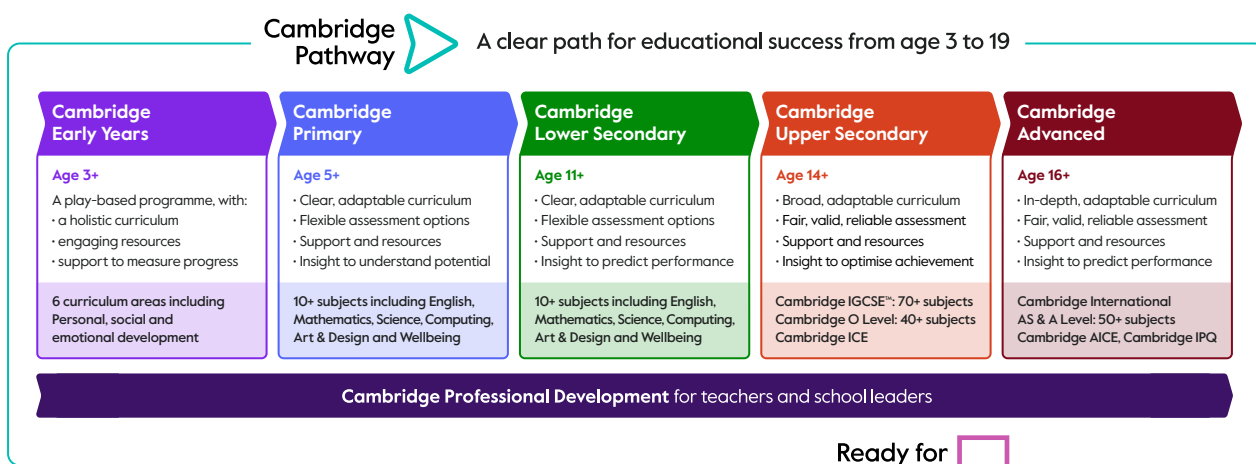 Cambridge
Pathway
A clear path for educational success from age 3 to 19
Cambridge
Early Years
Age 3+
A play-based programme, with:
· a holistic curriculum
· engaging resources
· support to measure progress
6 curriculum areas including
Personal, social and
emotional development
Cambridge
Primary
Age 5+
· Clear, adaptable curriculum
· Flexible assessment options
· Support and resources
· Insight to understand potential
10+ subjects including English,
Mathematics, Science, Computing,
Art & Design and Wellbeing
Cambridge
Lower Secondary
Age 11+
· Clear, adaptable curriculum
· Flexible assessment options
· Support and resources
· Insight to predict performance
10+ subjects including English,
Mathematics, Science, Computing,
Art & Design and Wellbeing
Cambridge
Upper Secondary
Age 14+
· Broad, adaptable curriculum
· Fair, valid, reliable assessment
· Support and resources
· Insight to optimise achievement
Cambridge IGCSE™: 70+ subjects
Cambridge O Level: 40+ subjects
Cambridge ICE
Cambridge
Advanced
Age 16+
· In-depth, adaptable curriculum
· Fair, valid, reliable assessment
· Support and resources
· Insight to predict performance
Cambridge International
AS & A Level: 50+ subjects
Cambridge AICE, Cambridge IPQ
Cambridge Professional Development for teachers and school leaders
Ready for